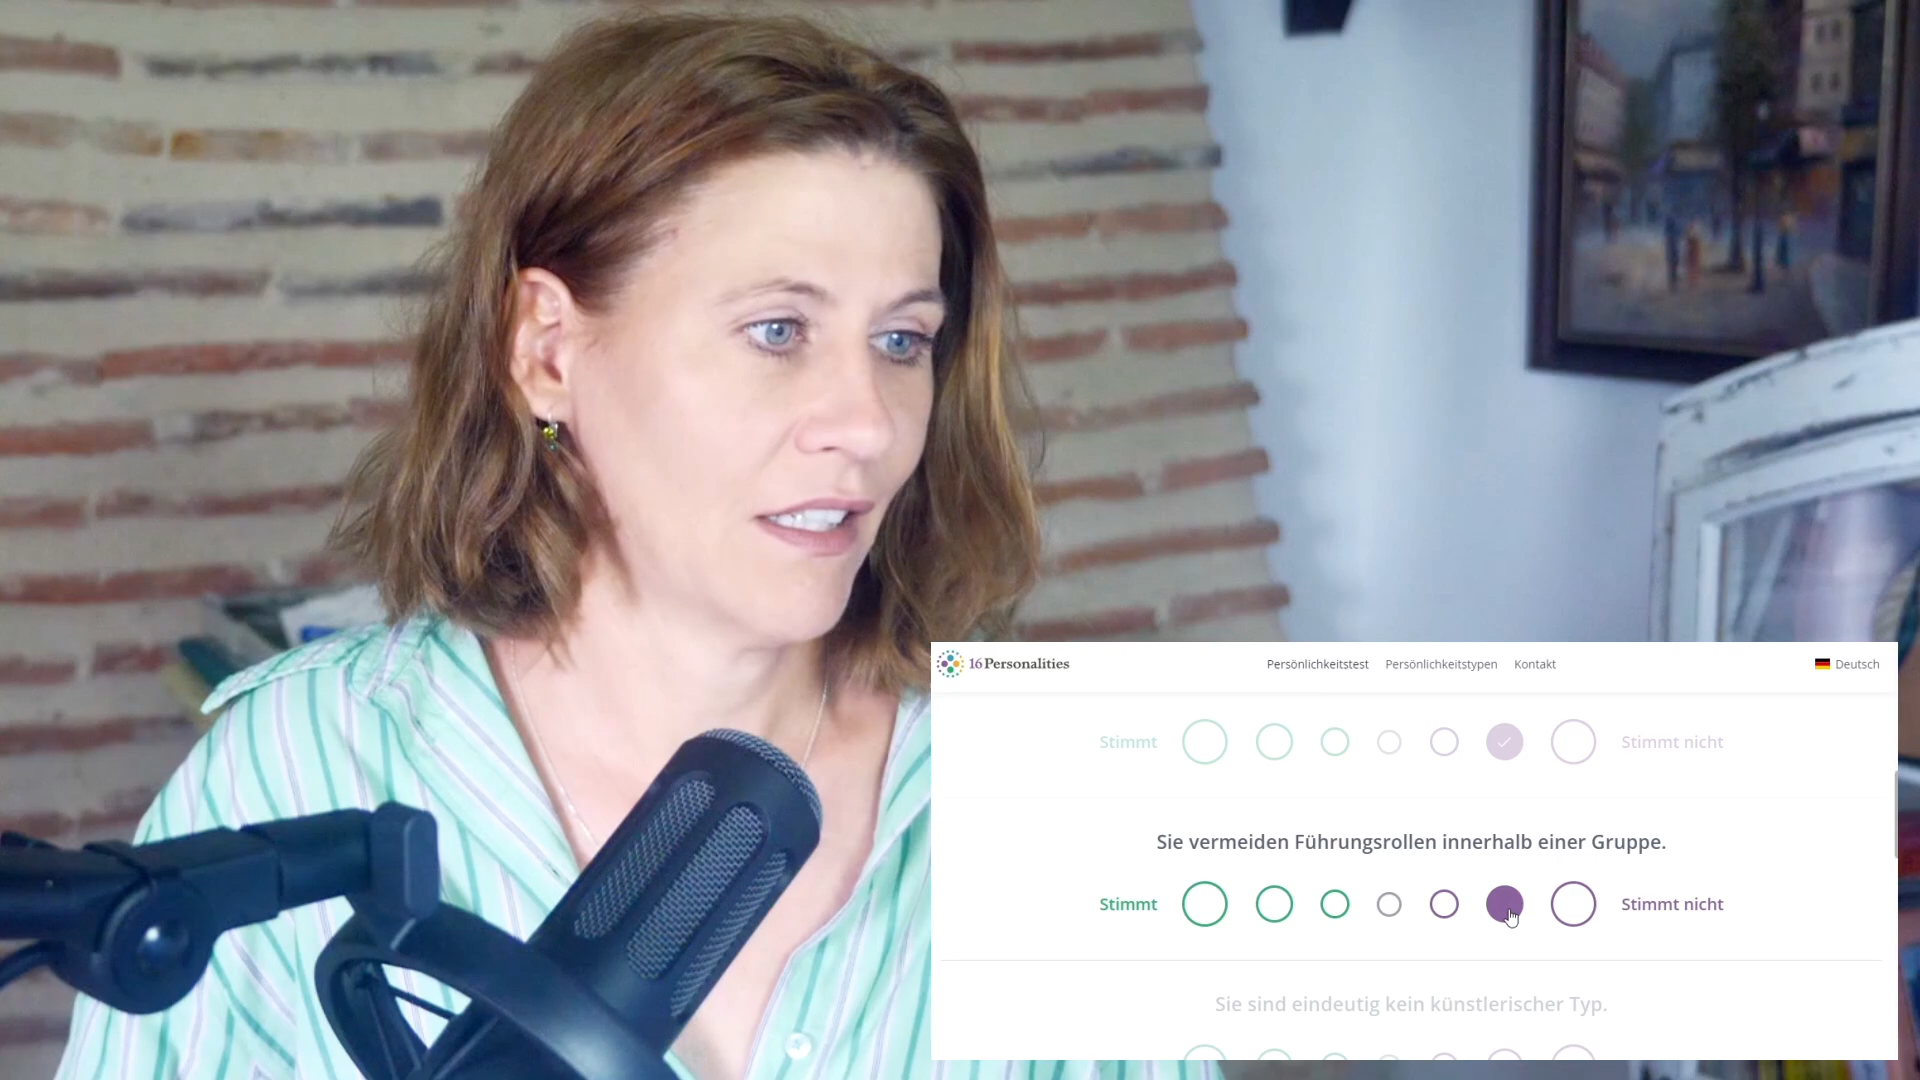 16Personalities Persönlichkeitstest Persönlichkeitstypen Kontakt Deutsch
Stimmt Stimmt nicht
Sie vermeiden Führungsrollen innerhalb einer Gruppe.
Stimmt Stimmt nicht
Sie sind eindeutig kein künstlerischer Typ.